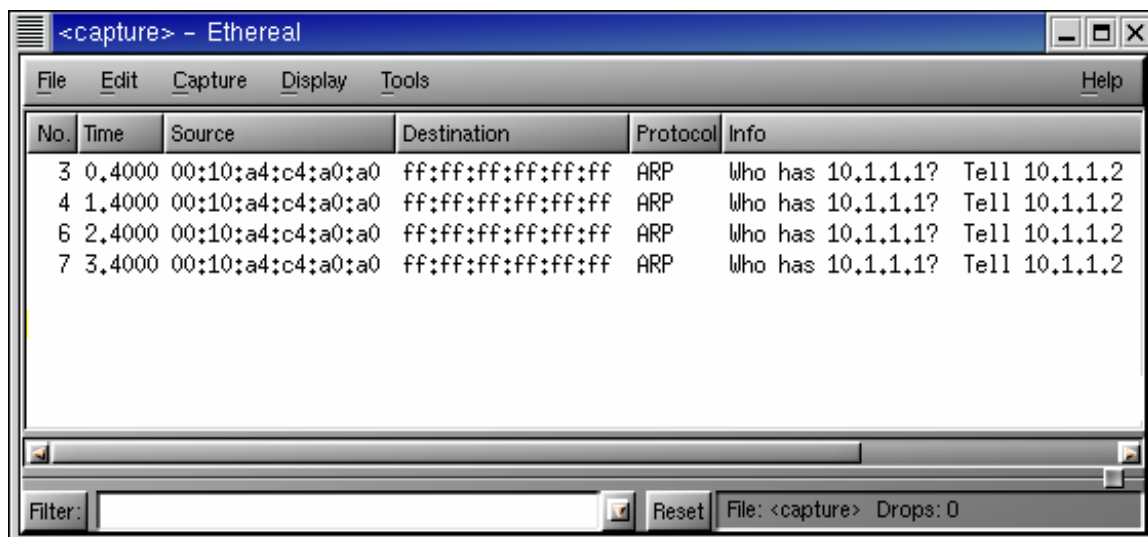 <capture> – Ethereal
File Edit Capture Display Tools Help
No. Time Source Destination Protocol Info
3 0.4000 00:10:a4:c4:a0:a0 ff:ff:ff:ff:ff:ff ARP Who has 10.1.1.1? Tell 10.1.1.2
4 1.4000 00:10:a4:c4:a0:a0 ff:ff:ff:ff:ff:ff ARP Who has 10.1.1.1? Tell 10.1.1.2
6 2.4000 00:10:a4:c4:a0:a0 ff:ff:ff:ff:ff:ff ARP Who has 10.1.1.1? Tell 10.1.1.2
7 3.4000 00:10:a4:c4:a0:a0 ff:ff:ff:ff:ff:ff ARP Who has 10.1.1.1? Tell 10.1.1.2
Filter: Reset File: <capture> Drops: 0